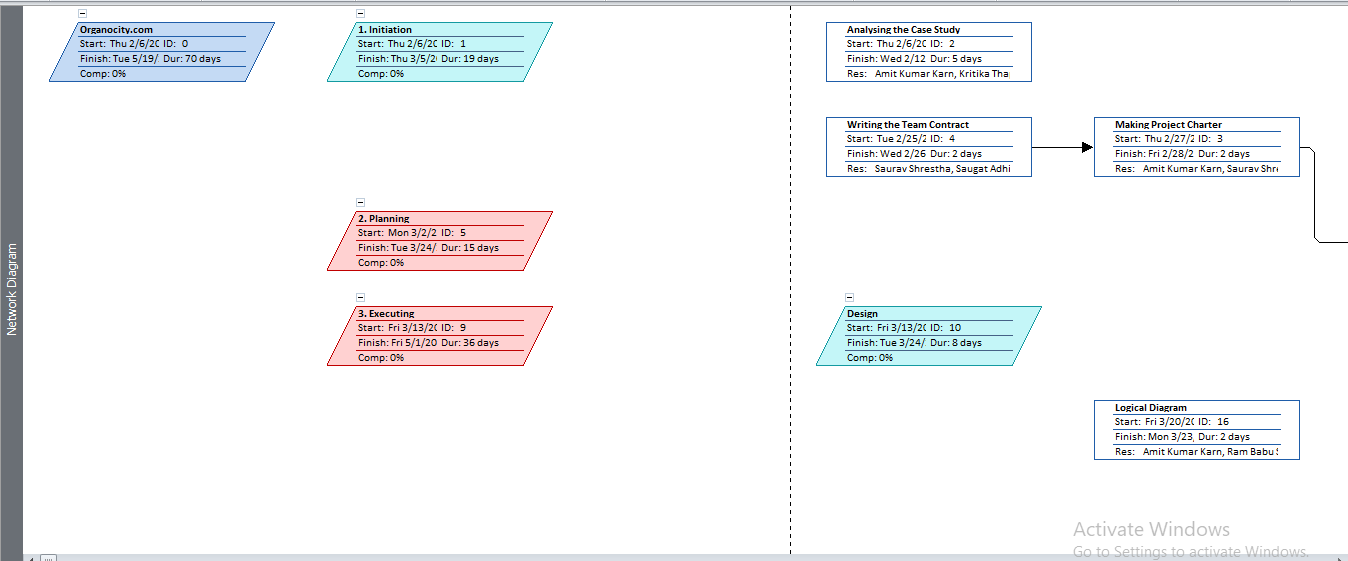 Network Diagram
Organocity.com
Start: Thu 2/6/20 ID: 0
Finish: Tue 5/19/ Dur: 70 days
Comp: 0%
1. Initiation
Start: Thu 2/6/20 ID: 1
Finish: Thu 3/5/2 Dur: 19 days
Comp: 0%
Analysing the Case Study
Start: Thu 2/6/20 ID: 2
Finish: Wed 2/12 Dur: 5 days
Res: Amit Kumar Karn, Kritika Tha
Writing the Team Contract
Start: Tue 2/25/2 ID: 4
Finish: Wed 2/26 Dur: 2 days
Res: Saurav Shrestha, Saugat Adhi
Making Project Charter
Start: Thu 2/27/2 ID: 3
Finish: Fri 2/28/2 Dur: 2 days
Res: Amit Kumar Karn, Saurav Shre
2. Planning
Start: Mon 3/2/2 ID: 5
Finish: Tue 3/24/ Dur: 15 days
Comp: 0%
3. Executing
Start: Fri 3/13/20 ID: 9
Finish: Fri 5/1/20 Dur: 36 days
Comp: 0%
Design
Start: Fri 3/13/20 ID: 10
Finish: Tue 3/24/ Dur: 8 days
Comp: 0%
Logical Diagram
Start: Fri 3/20/20 ID: 16
Finish: Mon 3/23, Dur: 2 days
Res: Amit Kumar Karn, Ram Babu S
Activate Windows
Go to Settings to activate Windows.